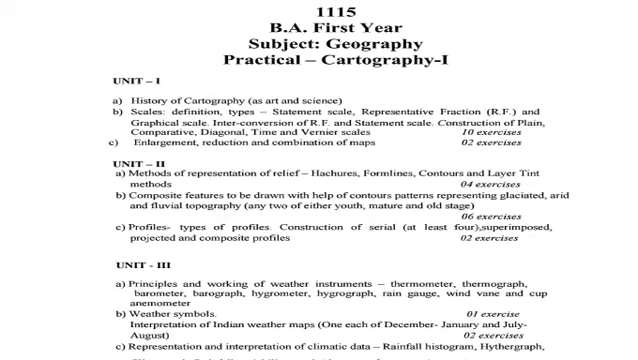 1115
B.A. First Year
Subject: Geography
Practical – Cartography-I
UNIT – I
a) History of Cartography (as art and science)
b) Scales: definition, types – Statement scale, Representative Fraction (R.F.) and
Graphical scale. Inter-conversion of R.F. and Statement scale. Construction of Plain,
Comparative, Diagonal, Time and Vernier scales 10 exercises
c) Enlargement, reduction and combination of maps 02 exercises
UNIT – II
a) Methods of representation of relief – Hachures, Formlines, Contours and Layer Tint
methods 04 exercises
b) Composite features to be drawn with help of contours patterns representing glaciated, arid
and fluvial topography (any two of either youth, mature and old stage)
06 exercises
c) Profiles- types of profiles. Construction of serial (at least four),superimposed,
projected and composite profiles 02 exercises
UNIT - III
a) Principles and working of weather instruments – thermometer, thermograph,
barometer, barograph, hygrometer, hygrograph, rain gauge, wind vane and cup
anemometer
b) Weather symbols. 01 exercise
Interpretation of Indian weather maps (One each of December- January and July-
August) 02 exercises
c) Representation and interpretation of climatic data – Rainfall histogram, Hythergraph,